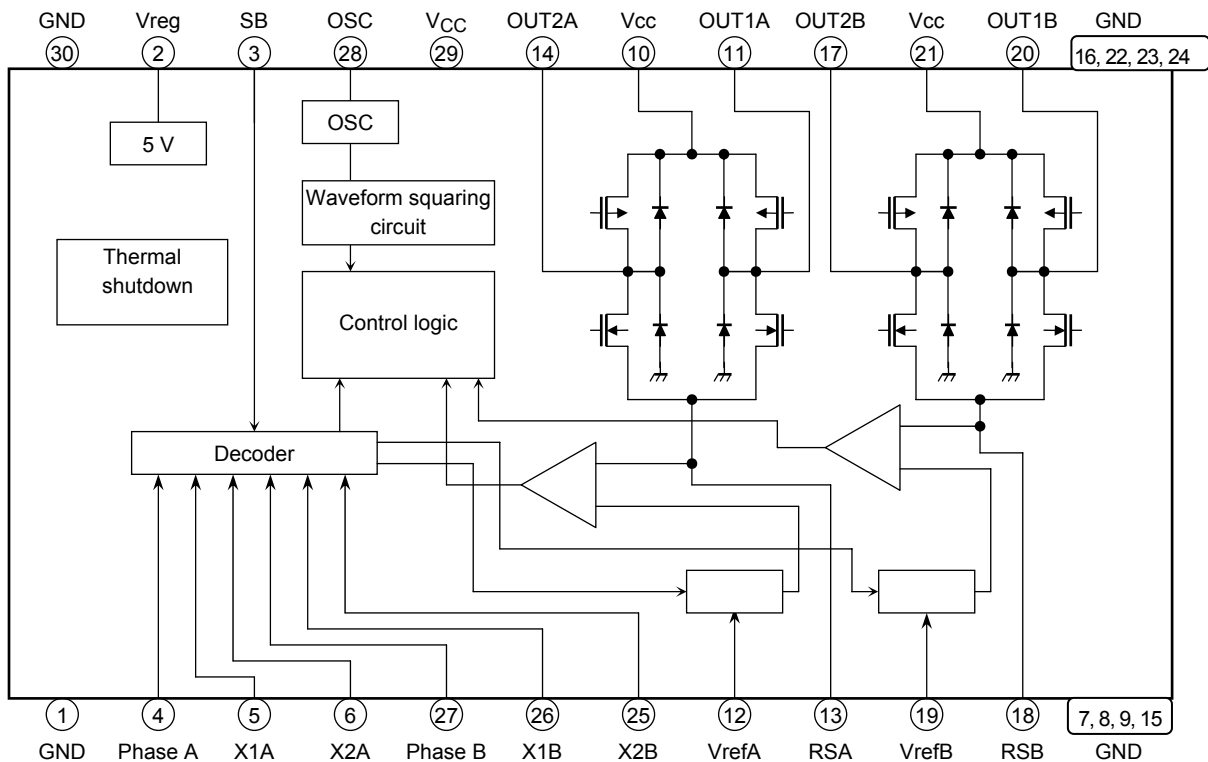 GND Vreg SB OSC VCC OUT2A Vcc OUT1A OUT2B Vcc OUT1B GND
30 2 3 28 29 14 10 11 17 21 20 16, 22, 23, 24
OSC
5 V
Waveform squaring
circuit
Thermal
shutdown
Control logic
Decoder
1 4 5 6 27 26 25 12 13 19 18 7, 8, 9, 15
GND Phase A X1A X2A Phase B X1B X2B VrefA RSA VrefB RSB GND